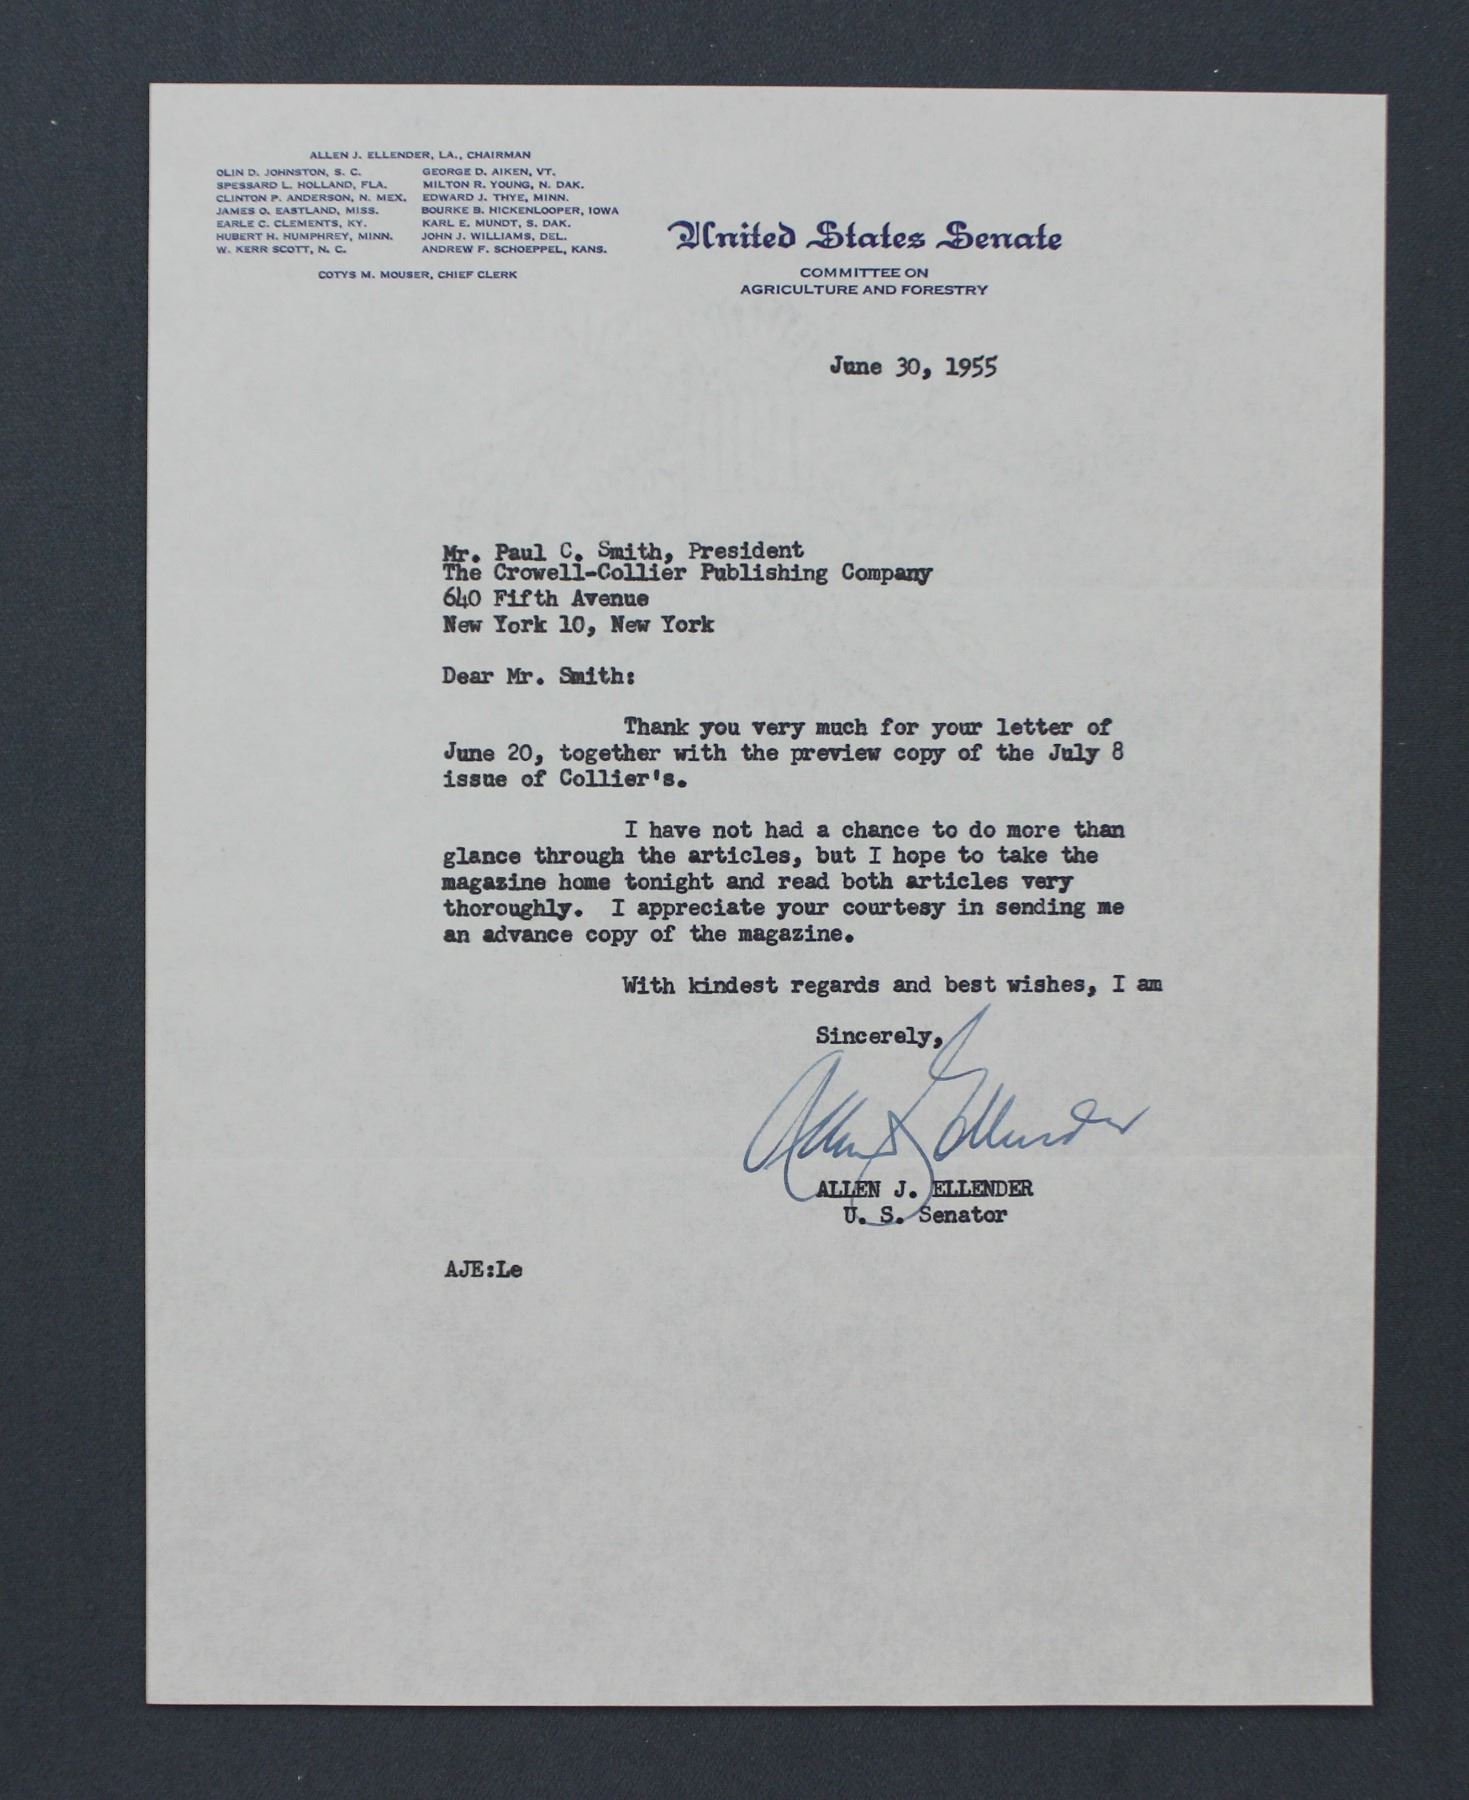 ALLEN J. ELLENDER, LA., CHAIRMAN
OLIN D. JOHNSTON, S. C.
SPESSARD L. HOLLAND, FLA.
CLINTON P. ANDERSON, N. MEX.
JAMES O. EASTLAND, MISS.
EARLE C. CLEMENTS, KY.
HUBERT H. HUMPHREY, MINN.
W. KERR SCOTT, N. C.
GEORGE D. AIKEN, VT.
MILTON R. YOUNG, N. DAK.
EDWARD J. THYE, MINN.
BOURKE B. HICKENLOOPER, IOWA
KARL E. MUNDT, S. DAK.
JOHN J. WILLIAMS, DEL.
ANDREW F. SCHOEPPEL, KANS.
COTYS M. MOUSER, CHIEF CLERK
United States Senate
COMMITTEE ON
AGRICULTURE AND FORESTRY
June 30, 1955
Mr. Paul C. Smith, President
The Crowell-Collier Publishing Company
640 Fifth Avenue
New York 10, New York
Dear Mr. Smith:
Thank you very much for your letter of
June 20, together with the preview copy of the July 8
issue of Collier's.
I have not had a chance to do more than
glance through the articles, but I hope to take the
magazine home tonight and read both articles very
thoroughly. I appreciate your courtesy in sending me
an advance copy of the magazine.
With kindest regards and best wishes, I am
Sincerely,
Allen J. Ellender
ALLEN J. ELLENDER
U. S. Senator
AJE:Le